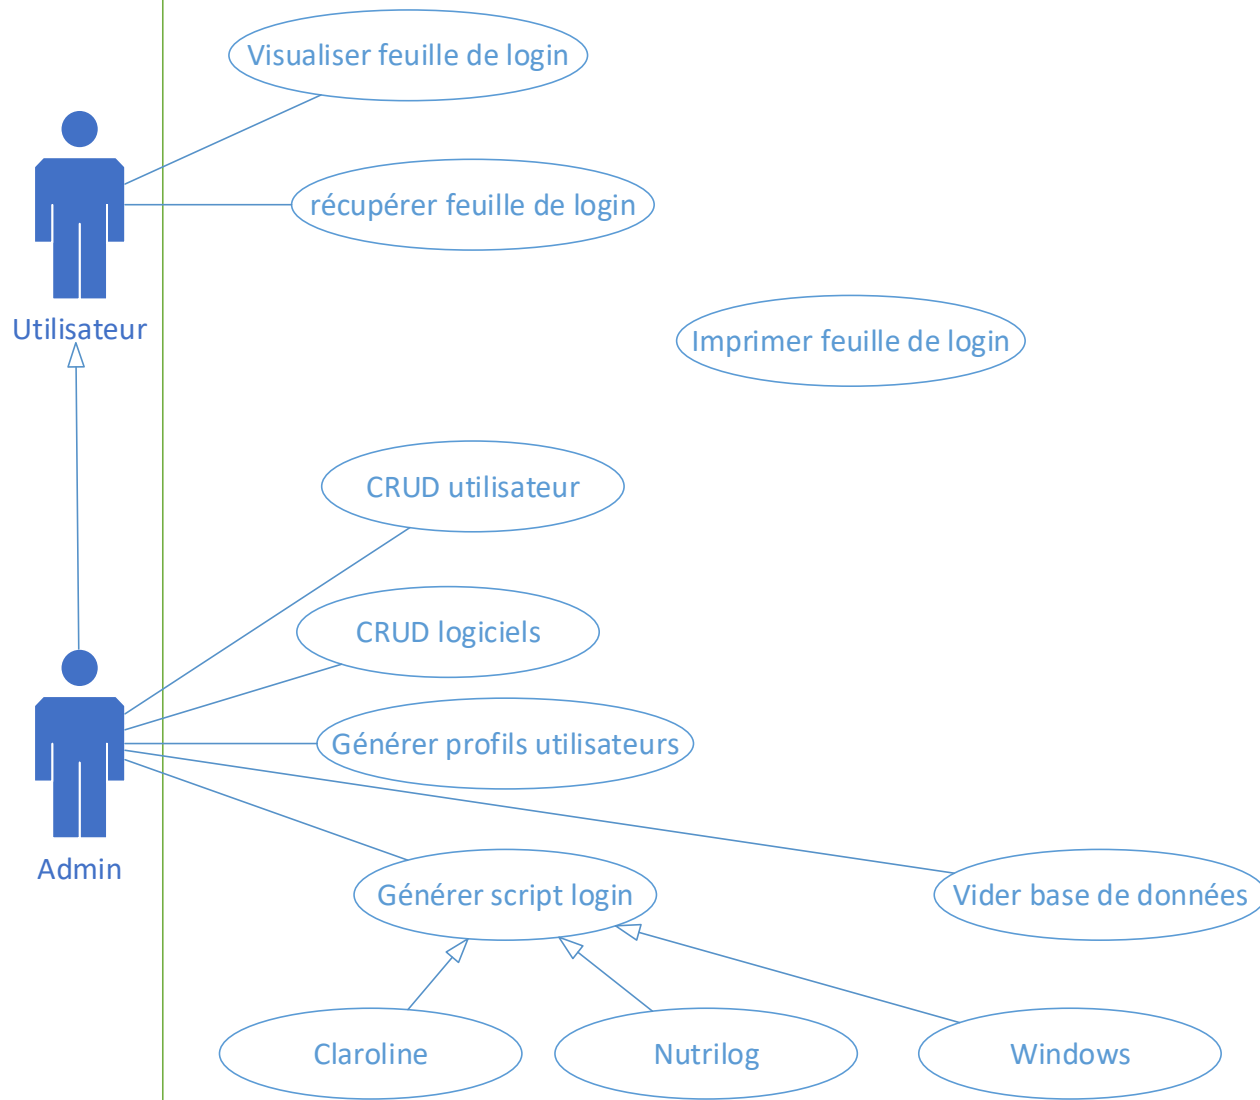 Visualiser feuille de login
récupérer feuille de login
Utilisateur
Imprimer feuille de login
CRUD utilisateur
CRUD logiciels
Générer profils utilisateurs
Admin
Générer script login
Vider base de données
Claroline
Nutrilog
Windows